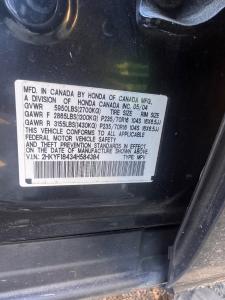 MFD. IN CANADA BY HONDA OF CANADA MFG.,
A DIVISION OF HONDA CANADA INC. 05/04
GVWR 5950LBS(2700KG) TIRE SIZE RIM SIZE
GAWR F 2865LBS(1300KG) P235/70R16 104S 16X6.5JJ
GAWR R 3155LBS(1430KG) P235/70R16 104S 16X6.5JJ
THIS VEHICLE CONFORMS TO ALL APPLICABLE
FEDERAL MOTOR VEHICLE SAFETY
AND THEFT PREVENTION STANDARDS IN EFFECT ON
THE DATE OF MANUFACTURE SHOWN ABOVE.
V.I.N.: 2HKYF18434H584384 TYPE: MPV